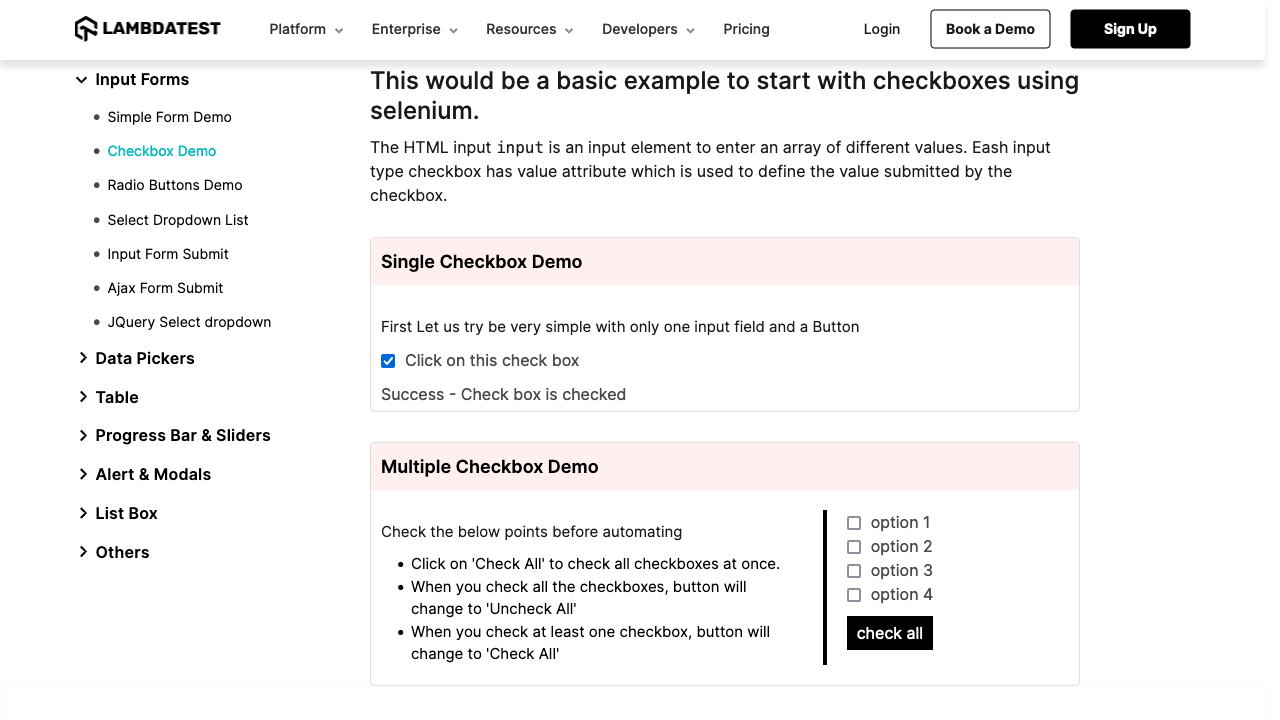 LAMBDATEST
Platform
Enterprise
Resources
Developers
Pricing
Login
Book a Demo
Sign Up
Input Forms
Simple Form Demo
Checkbox Demo
Radio Buttons Demo
Select Dropdown List
Input Form Submit
Ajax Form Submit
JQuery Select dropdown
Data Pickers
Table
Progress Bar & Sliders
Alert & Modals
List Box
Others
This would be a basic example to start with checkboxes using
selenium.
The HTML input input is an input element to enter an array of different values. Eash input
type checkbox has value attribute which is used to define the value submitted by the
checkbox.
Single Checkbox Demo
First Let us try be very simple with only one input field and a Button
Click on this check box
Success - Check box is checked
Multiple Checkbox Demo
Check the below points before automating
Click on 'Check All' to check all checkboxes at once.
When you check all the checkboxes, button will
change to 'Uncheck All'
When you check at least one checkbox, button will
change to 'Check All'
option 1
option 2
option 3
option 4
check all